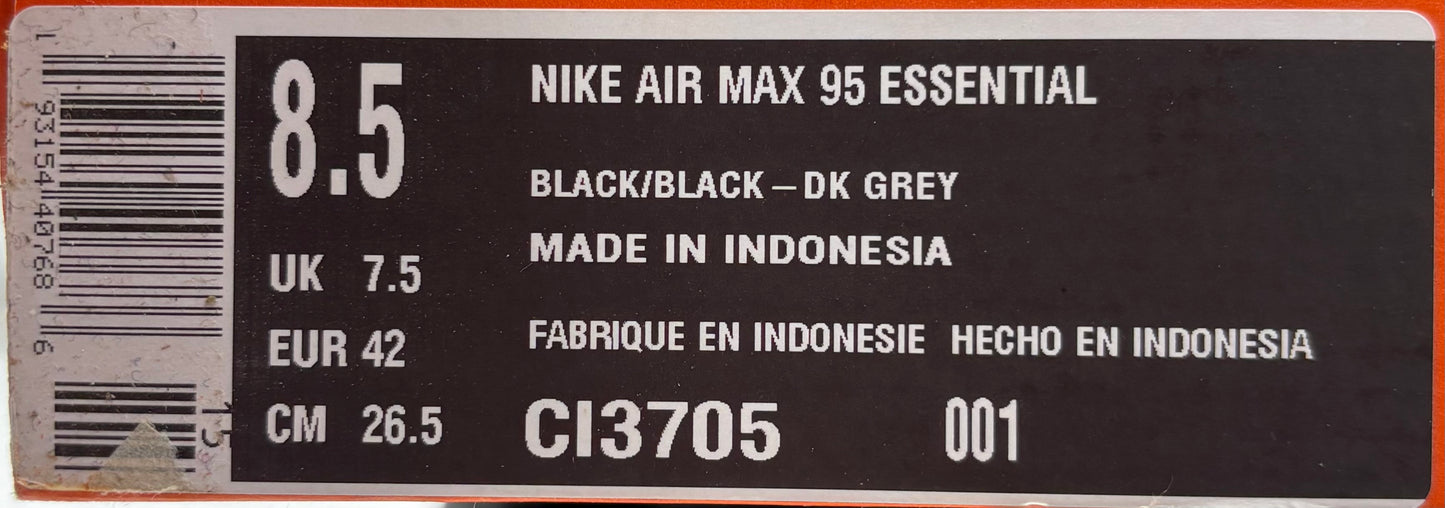 1 93154 40768 6
15
8.5
UK 7.5
EUR 42
CM 26.5
NIKE AIR MAX 95 ESSENTIAL
BLACK/BLACK–DK GREY
MADE IN INDONESIA
FABRIQUE EN INDONESIE HECHO EN INDONESIA
CI3705 001